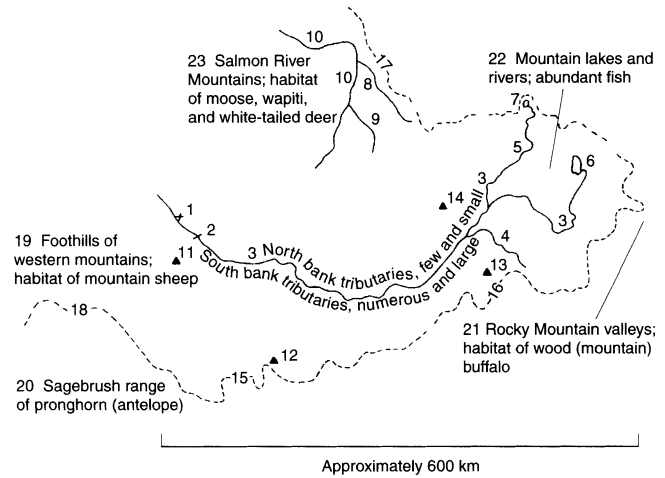 10
23 Salmon River
Mountains; habitat
of moose, wapiti,
and white-tailed deer
10
17
8
9
22 Mountain lakes and
rivers; abundant fish
7
5
6
3
14
3
4
1
2
11
3
North bank tributaries, few and small
South bank tributaries, numerous and large
13
16
19 Foothills of
western mountains;
habitat of mountain sheep
18
21 Rocky Mountain valleys;
habitat of wood (mountain)
buffalo
12
15
20 Sagebrush range
of pronghorn (antelope)
Approximately 600 km